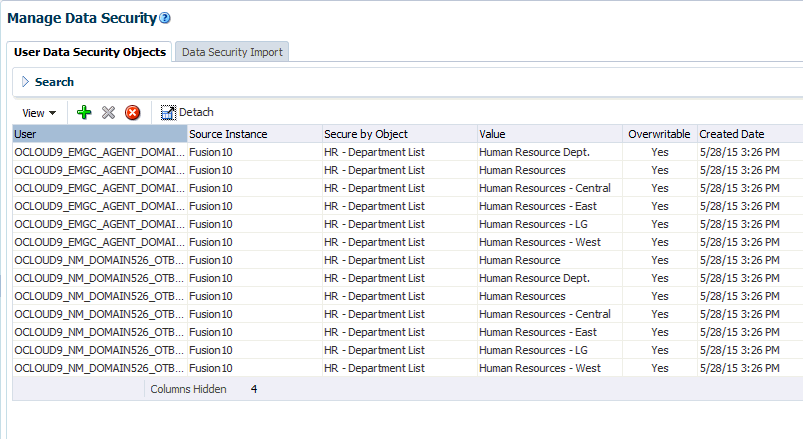 Manage Data Security
User Data Security Objects Data Security Import
Search
View Detach
User Source Instance Secure by Object Value Overwritable Created Date
OCLOUD9_EMGC_AGENT_DOMAI... Fusion10 HR - Department List Human Resource Dept. Yes 5/28/15 3:26 PM
OCLOUD9_EMGC_AGENT_DOMAI... Fusion10 HR - Department List Human Resources Yes 5/28/15 3:26 PM
OCLOUD9_EMGC_AGENT_DOMAI... Fusion10 HR - Department List Human Resources - Central Yes 5/28/15 3:26 PM
OCLOUD9_EMGC_AGENT_DOMAI... Fusion10 HR - Department List Human Resources - East Yes 5/28/15 3:26 PM
OCLOUD9_EMGC_AGENT_DOMAI... Fusion10 HR - Department List Human Resources - LG Yes 5/28/15 3:26 PM
OCLOUD9_EMGC_AGENT_DOMAI... Fusion10 HR - Department List Human Resources - West Yes 5/28/15 3:26 PM
OCLOUD9_NM_DOMAIN526_OTB... Fusion10 HR - Department List Human Resource Yes 5/28/15 3:26 PM
OCLOUD9_NM_DOMAIN526_OTB... Fusion10 HR - Department List Human Resource Dept. Yes 5/28/15 3:26 PM
OCLOUD9_NM_DOMAIN526_OTB... Fusion10 HR - Department List Human Resources Yes 5/28/15 3:26 PM
OCLOUD9_NM_DOMAIN526_OTB... Fusion10 HR - Department List Human Resources - Central Yes 5/28/15 3:26 PM
OCLOUD9_NM_DOMAIN526_OTB... Fusion10 HR - Department List Human Resources - East Yes 5/28/15 3:26 PM
OCLOUD9_NM_DOMAIN526_OTB... Fusion10 HR - Department List Human Resources - LG Yes 5/28/15 3:26 PM
OCLOUD9_NM_DOMAIN526_OTB... Fusion10 HR - Department List Human Resources - West Yes 5/28/15 3:26 PM
Columns Hidden 4